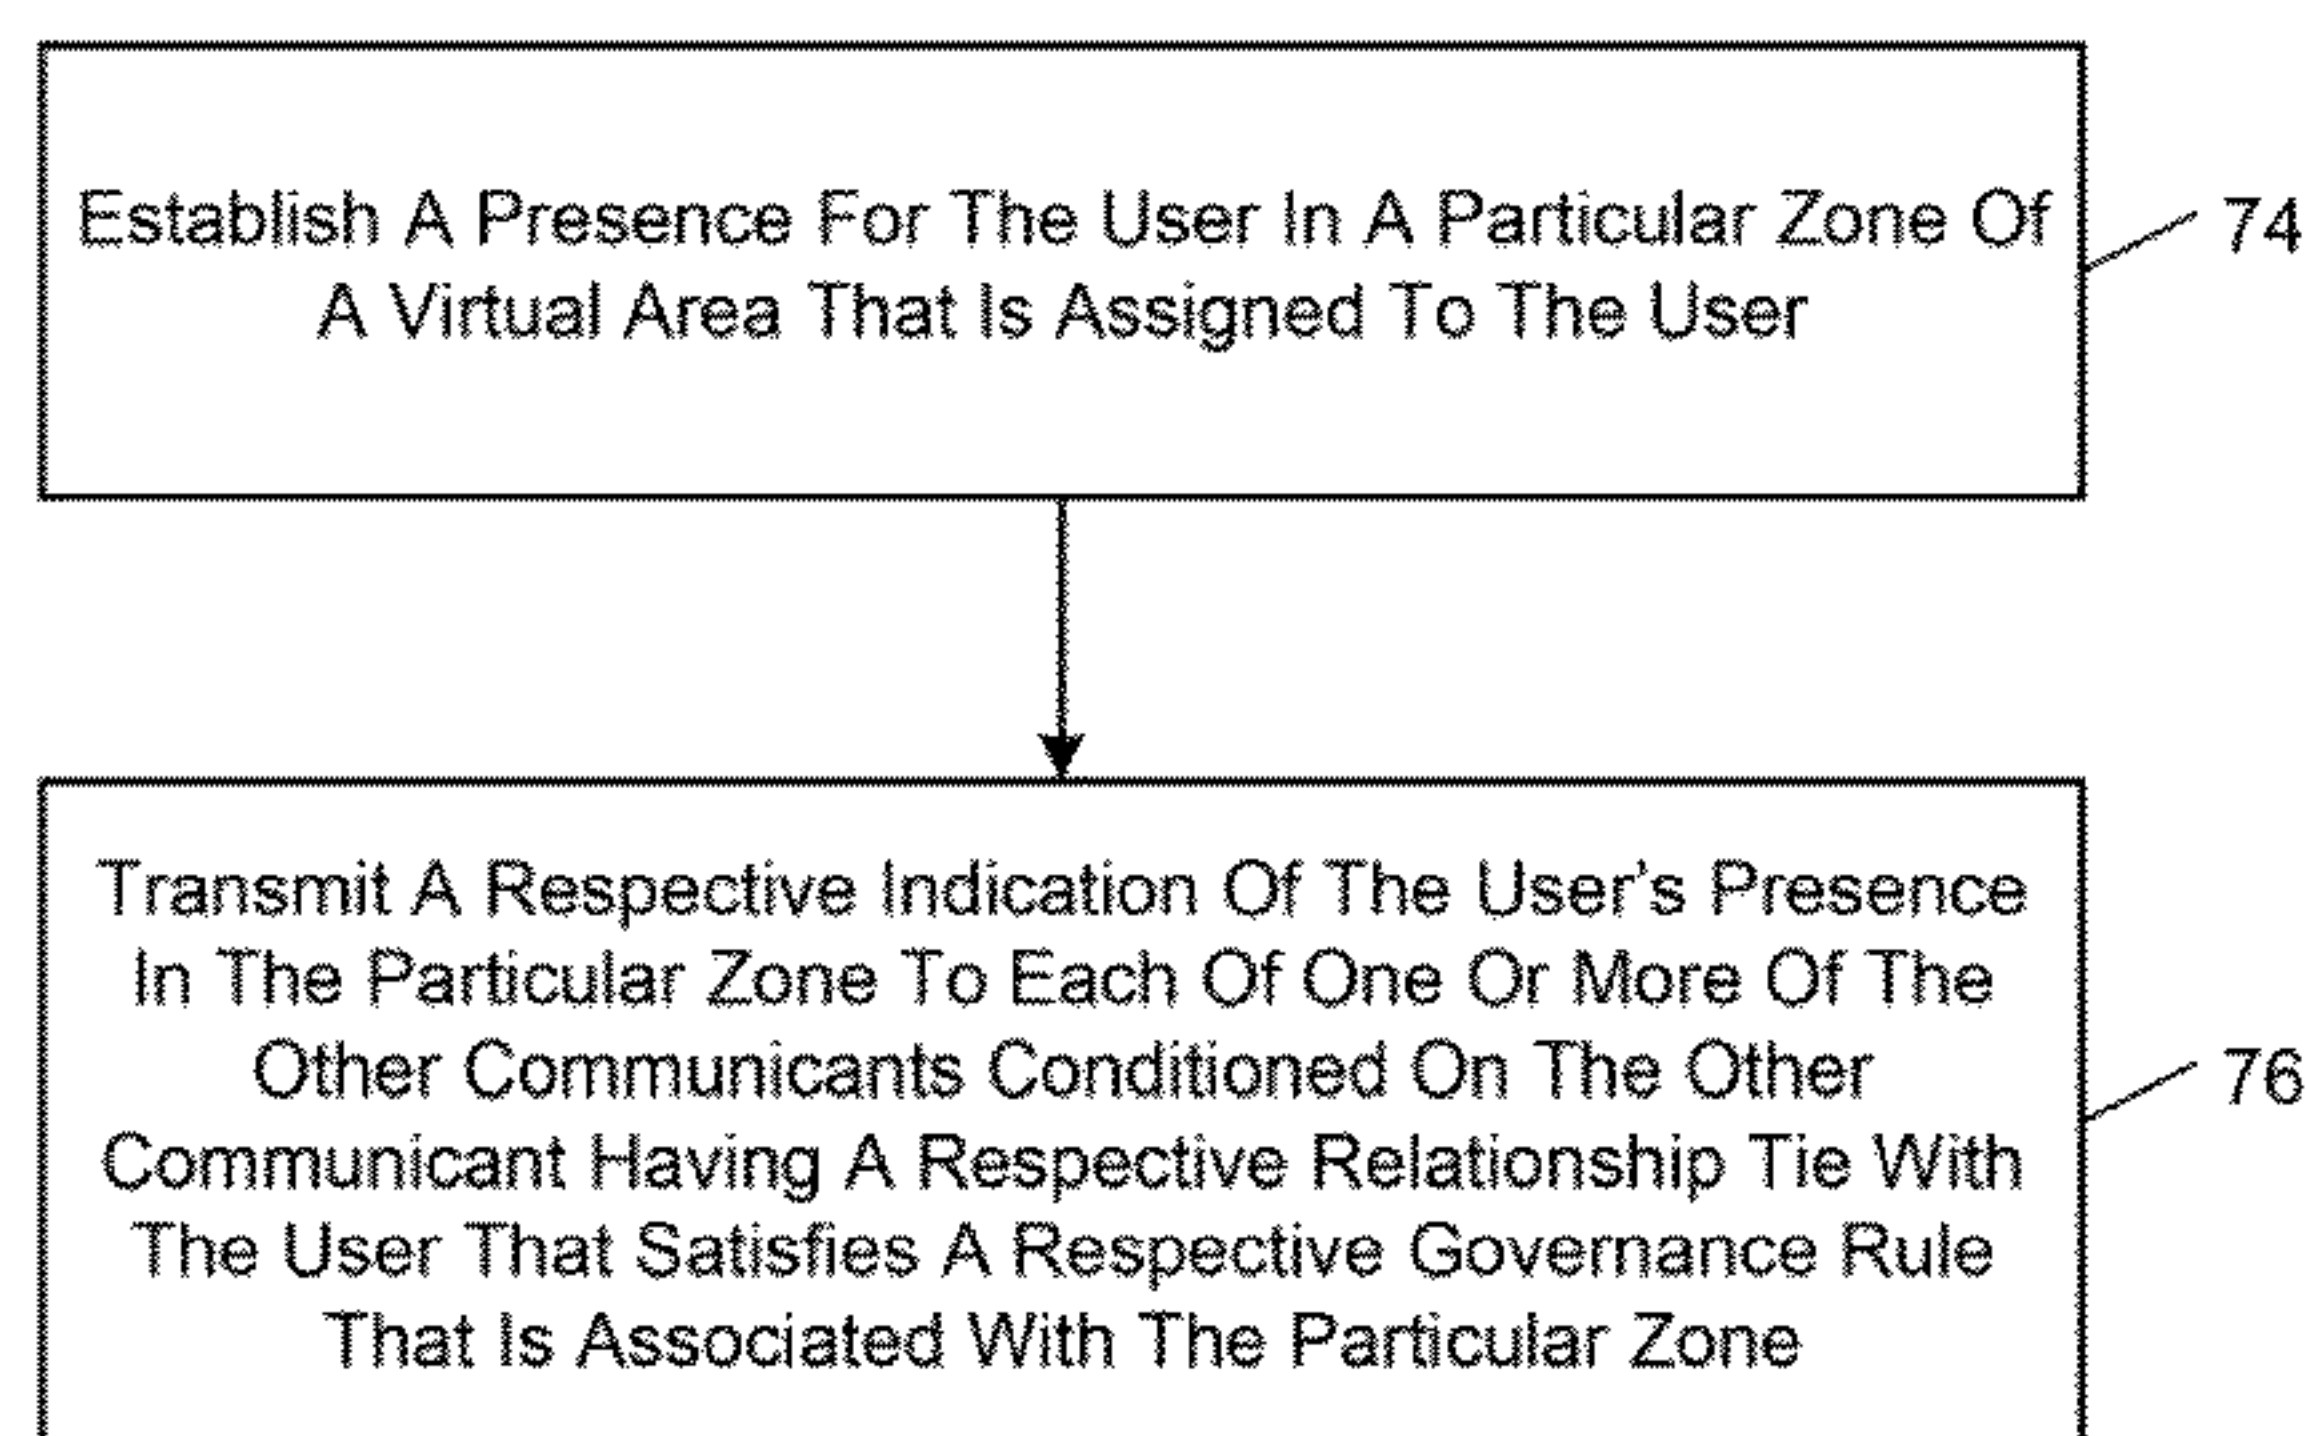 Establish A Presence For The User In A Particular Zone Of
A Virtual Area That Is Assigned To The User
74
Transmit A Respective Indication Of The User's Presence
In The Particular Zone To Each Of One Or More Of The
Other Communicants Conditioned On The Other
Communicant Having A Respective Relationship Tie With
The User That Satisfies A Respective Governance Rule
That Is Associated With The Particular Zone
76